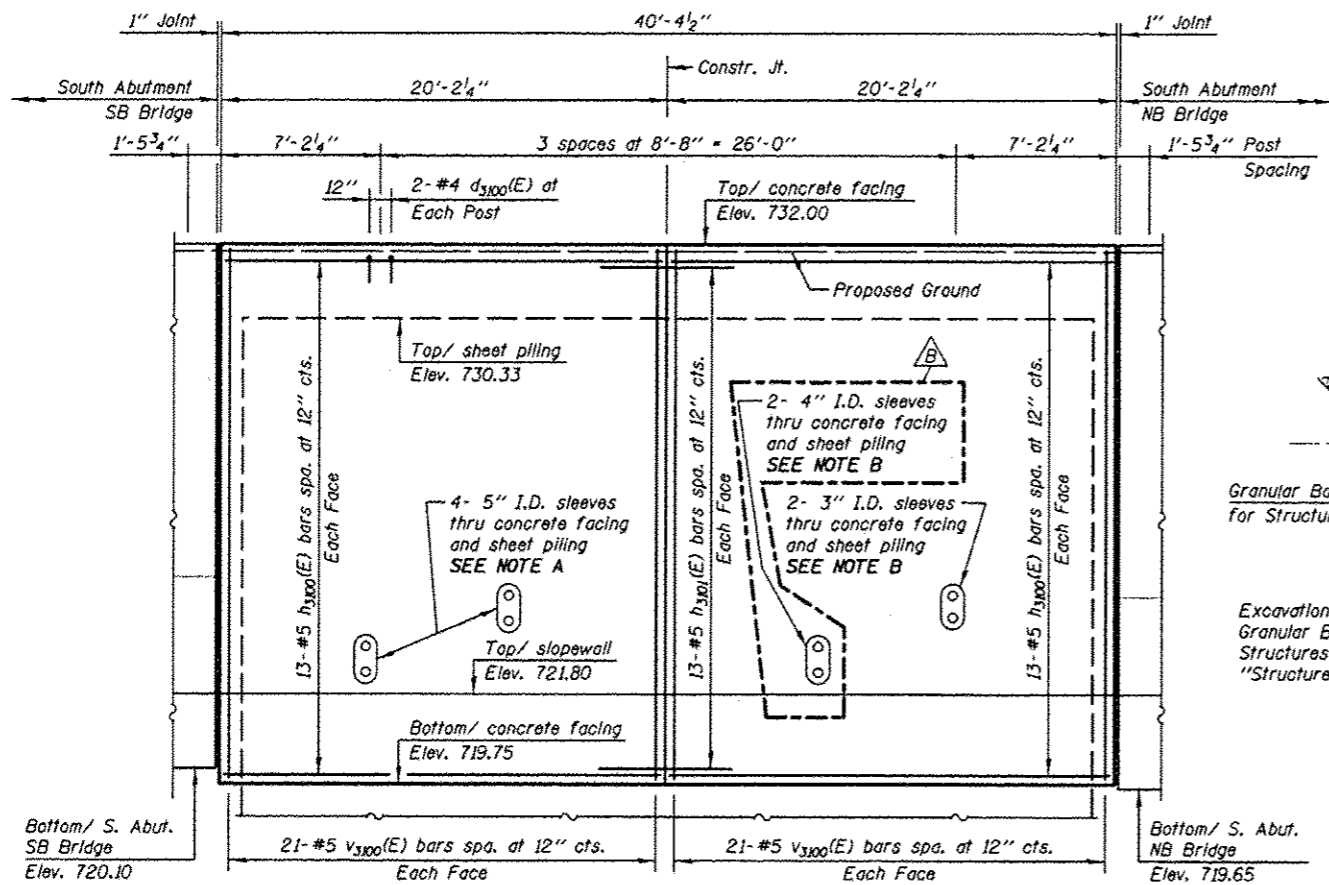 1" Joint
40'-4½"
1" Joint
Constr. Jt.
South Abutment
SB Bridge
20'-2¼"
20'-2¼"
South Abutment
NB Bridge
1'-5¾"
7'-2¼"
3 spaces at 8'-8" = 26'-0"
7'-2¼"
1'-5¾" Post
Spacing
12"
2-#4 d3100(E) at
Each Post
Top/ concrete facing
Elev. 732.00
Proposed Ground
Top/ sheet piling
Elev. 730.33
B
13-#5 h3100(E) bars spa. at 12" cts.
Each Face
13-#5 h3101(E) bars spa. at 12" cts.
Each Face
13-#5 h3100(E) bars spa. at 12" cts.
Each Face
2- 4" I.D. sleeves
thru concrete facing
and sheet piling
SEE NOTE B
4- 5" I.D. sleeves
thru concrete facing
and sheet piling
SEE NOTE A
2- 3" I.D. sleeves
thru concrete facing
and sheet piling
SEE NOTE B
Granular Ba
for Structur
Excavation
Granular B
Structures
"Structure
Top/ slopewall
Elev. 721.80
Bottom/ concrete facing
Elev. 719.75
Bottom/ S. Abut.
SB Bridge
Elev. 720.10
21-#5 v3100(E) bars spa. at 12" cts.
Each Face
21-#5 v3100(E) bars spa. at 12" cts.
Each Face
Bottom/ S. Abut.
NB Bridge
Elev. 719.65